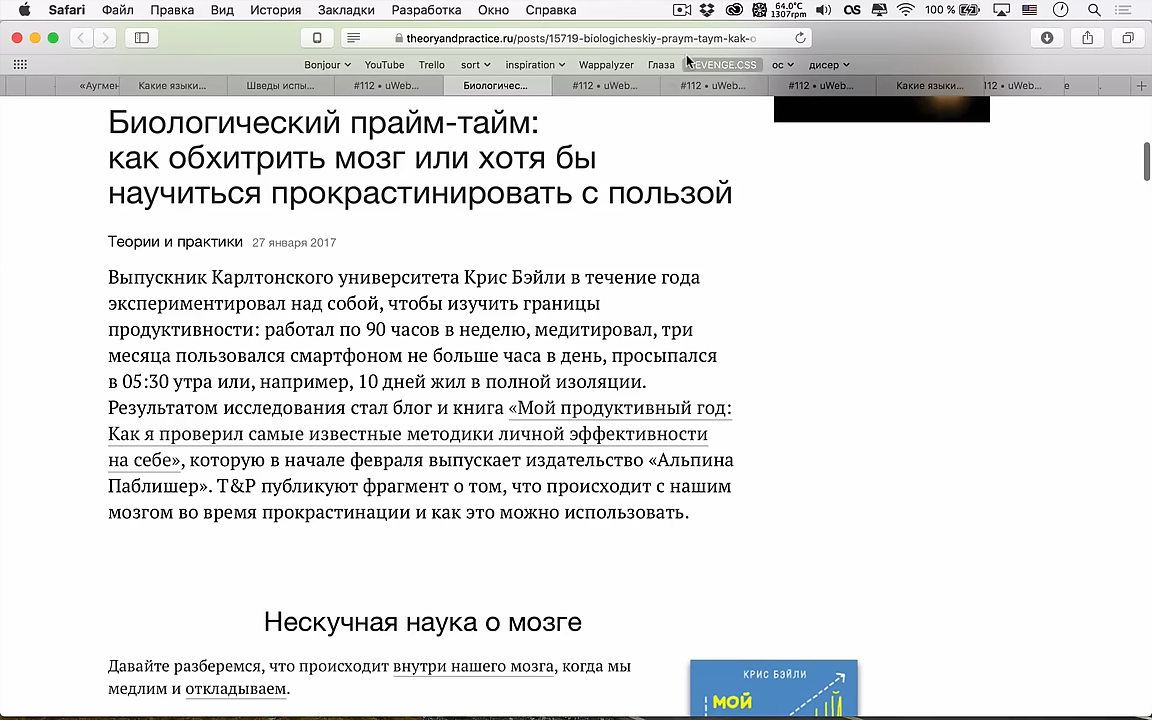 Safari Файл Правка Вид История Закладки Разработка Окно Справка 64.0°C 1307rpm 100 %
theoryandpractice.ru/posts/15719-biologicheskiy-praym-taym-kak-o
Bonjour YouTube Trello sort inspiration Wappalyzer Глаза EVENGE.CSS ос дисер
«Аугмен Какие языки... Шведы испы... #112 • uWeb... Биологичес... #112 • uWeb... #112 • uWeb... #112 • uWeb... Какие языки... 112 • uWeb... е
Биологический прайм-тайм:
как обхитрить мозг или хотя бы
научиться прокрастинировать с пользой
Теории и практики 27 января 2017
Выпускник Карлтонского университета Крис Бэйли в течение года
экспериментировал над собой, чтобы изучить границы
продуктивности: работал по 90 часов в неделю, медитировал, три
месяца пользовался смартфоном не больше часа в день, просыпался
в 05:30 утра или, например, 10 дней жил в полной изоляции.
Результатом исследования стал блог и книга «Мой продуктивный год:
Как я проверил самые известные методики личной эффективности
на себе», которую в начале февраля выпускает издательство «Альпина
Паблишер». T&P публикуют фрагмент о том, что происходит с нашим
мозгом во время прокрастинации и как это можно использовать.
Нескучная наука о мозге
Давайте разберемся, что происходит внутри нашего мозга, когда мы
медлим и откладываем.
КРИС БЭЙЛИ
МОЙ